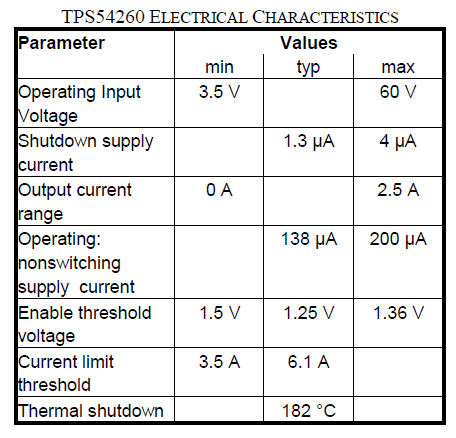 TPS54260 ELECTRICAL CHARACTERISTICS
Parameter Values
min typ max
Operating Input 3.5 V 60 V
Voltage
Shutdown supply 1.3 µA 4 µA
current
Output current 0 A 2.5 A
range
Operating: 138 µA 200 µA
nonswitching
supply current
Enable threshold 1.5 V 1.25 V 1.36 V
voltage
Current limit 3.5 A 6.1 A
threshold
Thermal shutdown 182 °C